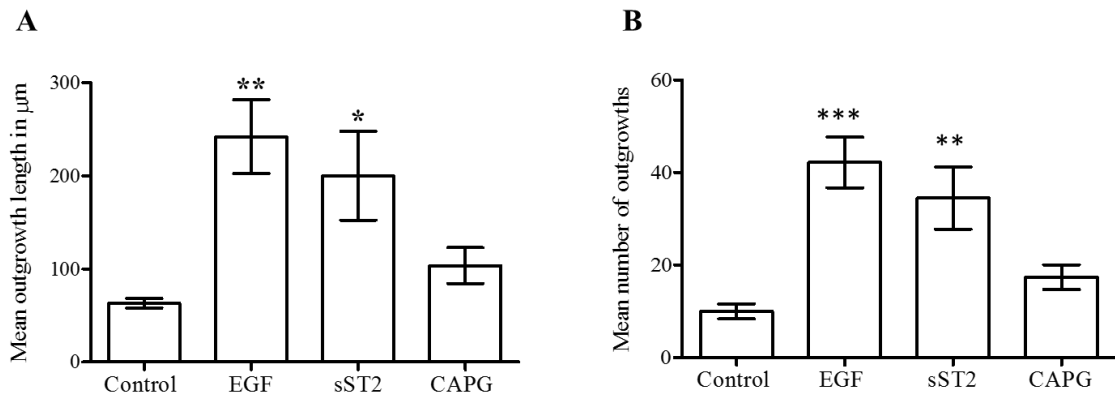 A
Mean outgrowth length in μm
300
200
100
0
**
*
Control EGF sST2 CAPG
B
Mean number of outgrowths
60
40
20
0
***
**
Control EGF sST2 CAPG